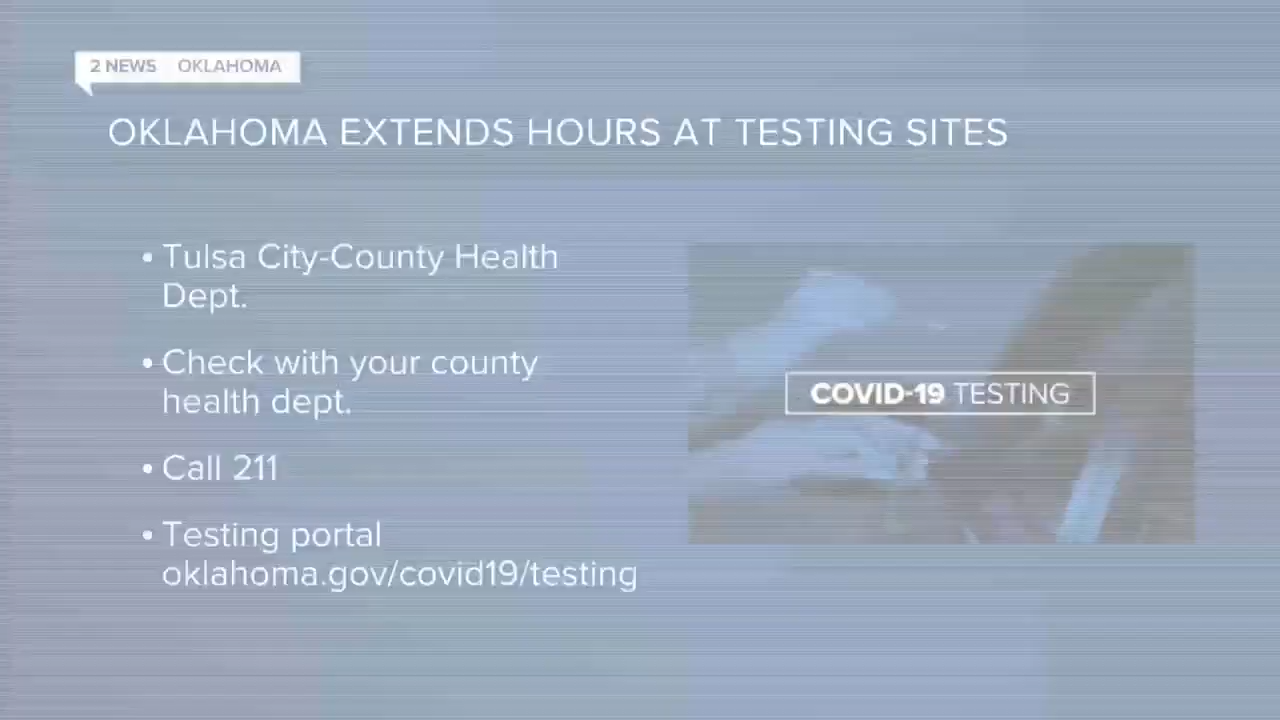 2 NEWS OKLAHOMA
OKLAHOMA EXTENDS HOURS AT TESTING SITES
• Tulsa City-County Health
Dept.
• Check with your county
health dept.
• Call 211
• Testing portal
oklahoma.gov/covid19/testing
COVID-19 TESTING